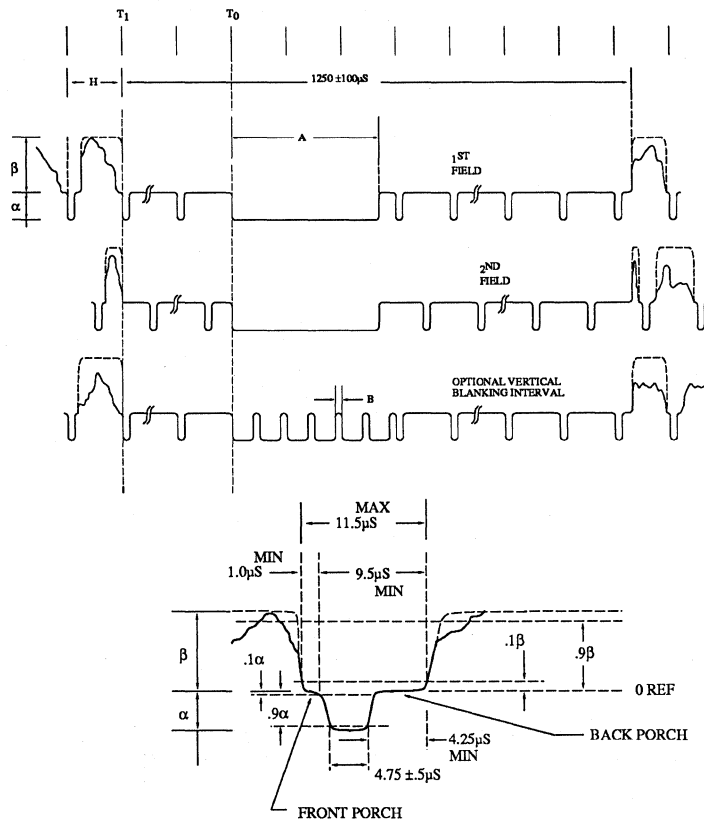 T1 T0
H
1250 ±100µS
A
β
α
1ST
FIELD
2ND
FIELD
OPTIONAL VERTICAL
BLANKING INTERVAL
B
MAX
11.5µS
MIN
1.0µS
9.5µS
MIN
β
.1α
.1β
.9β
0 REF
α
.9α
4.25µS
MIN
BACK PORCH
4.75 ±.5µS
FRONT PORCH